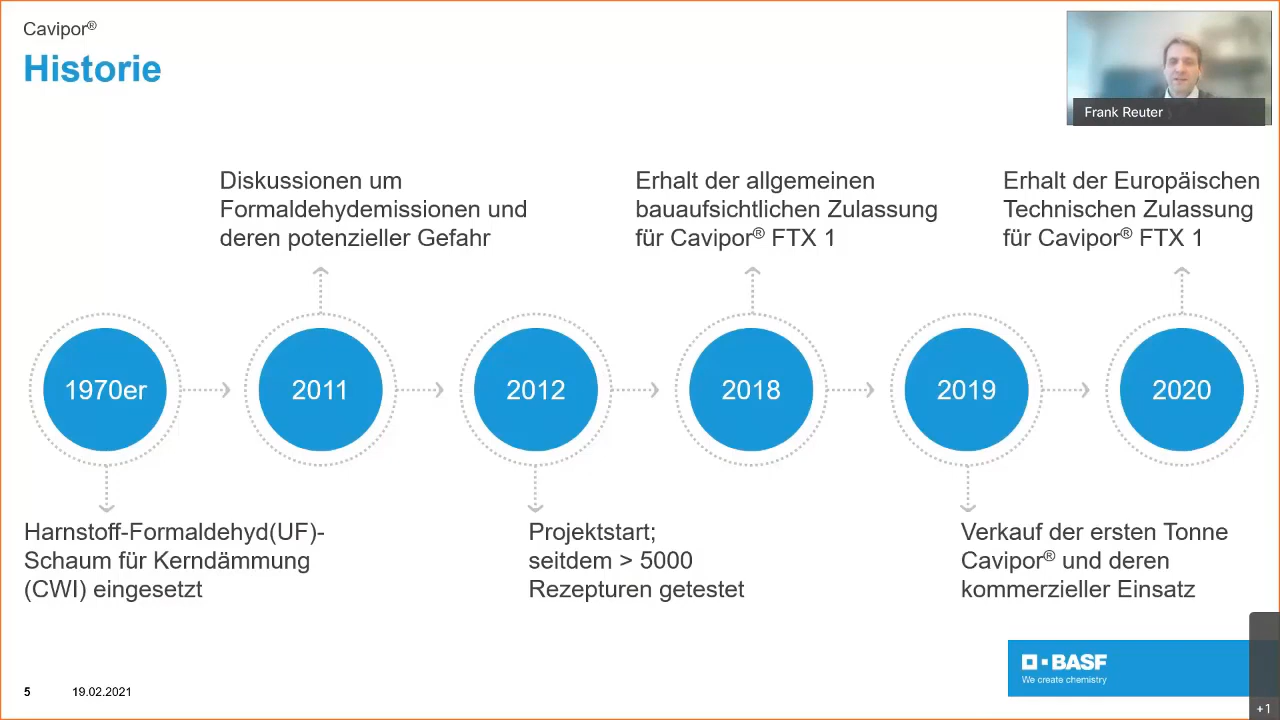 Cavipor®
Historie
Frank Reuter
Diskussionen um
Formaldehydemissionen und
deren potenzieller Gefahr
Erhalt der allgemeinen
bauaufsichtlichen Zulassung
für Cavipor® FTX 1
Erhalt der Europäischen
Technischen Zulassung
für Cavipor® FTX 1
1970er
2011
2012
2018
2019
2020
Harnstoff-Formaldehyd(UF)-
Schaum für Kerndämmung
(CWI) eingesetzt
Projektstart;
seitdem > 5000
Rezepturen getestet
Verkauf der ersten Tonne
Cavipor® und deren
kommerzieller Einsatz
BASF
We create chemistry
5 19.02.2021
+1